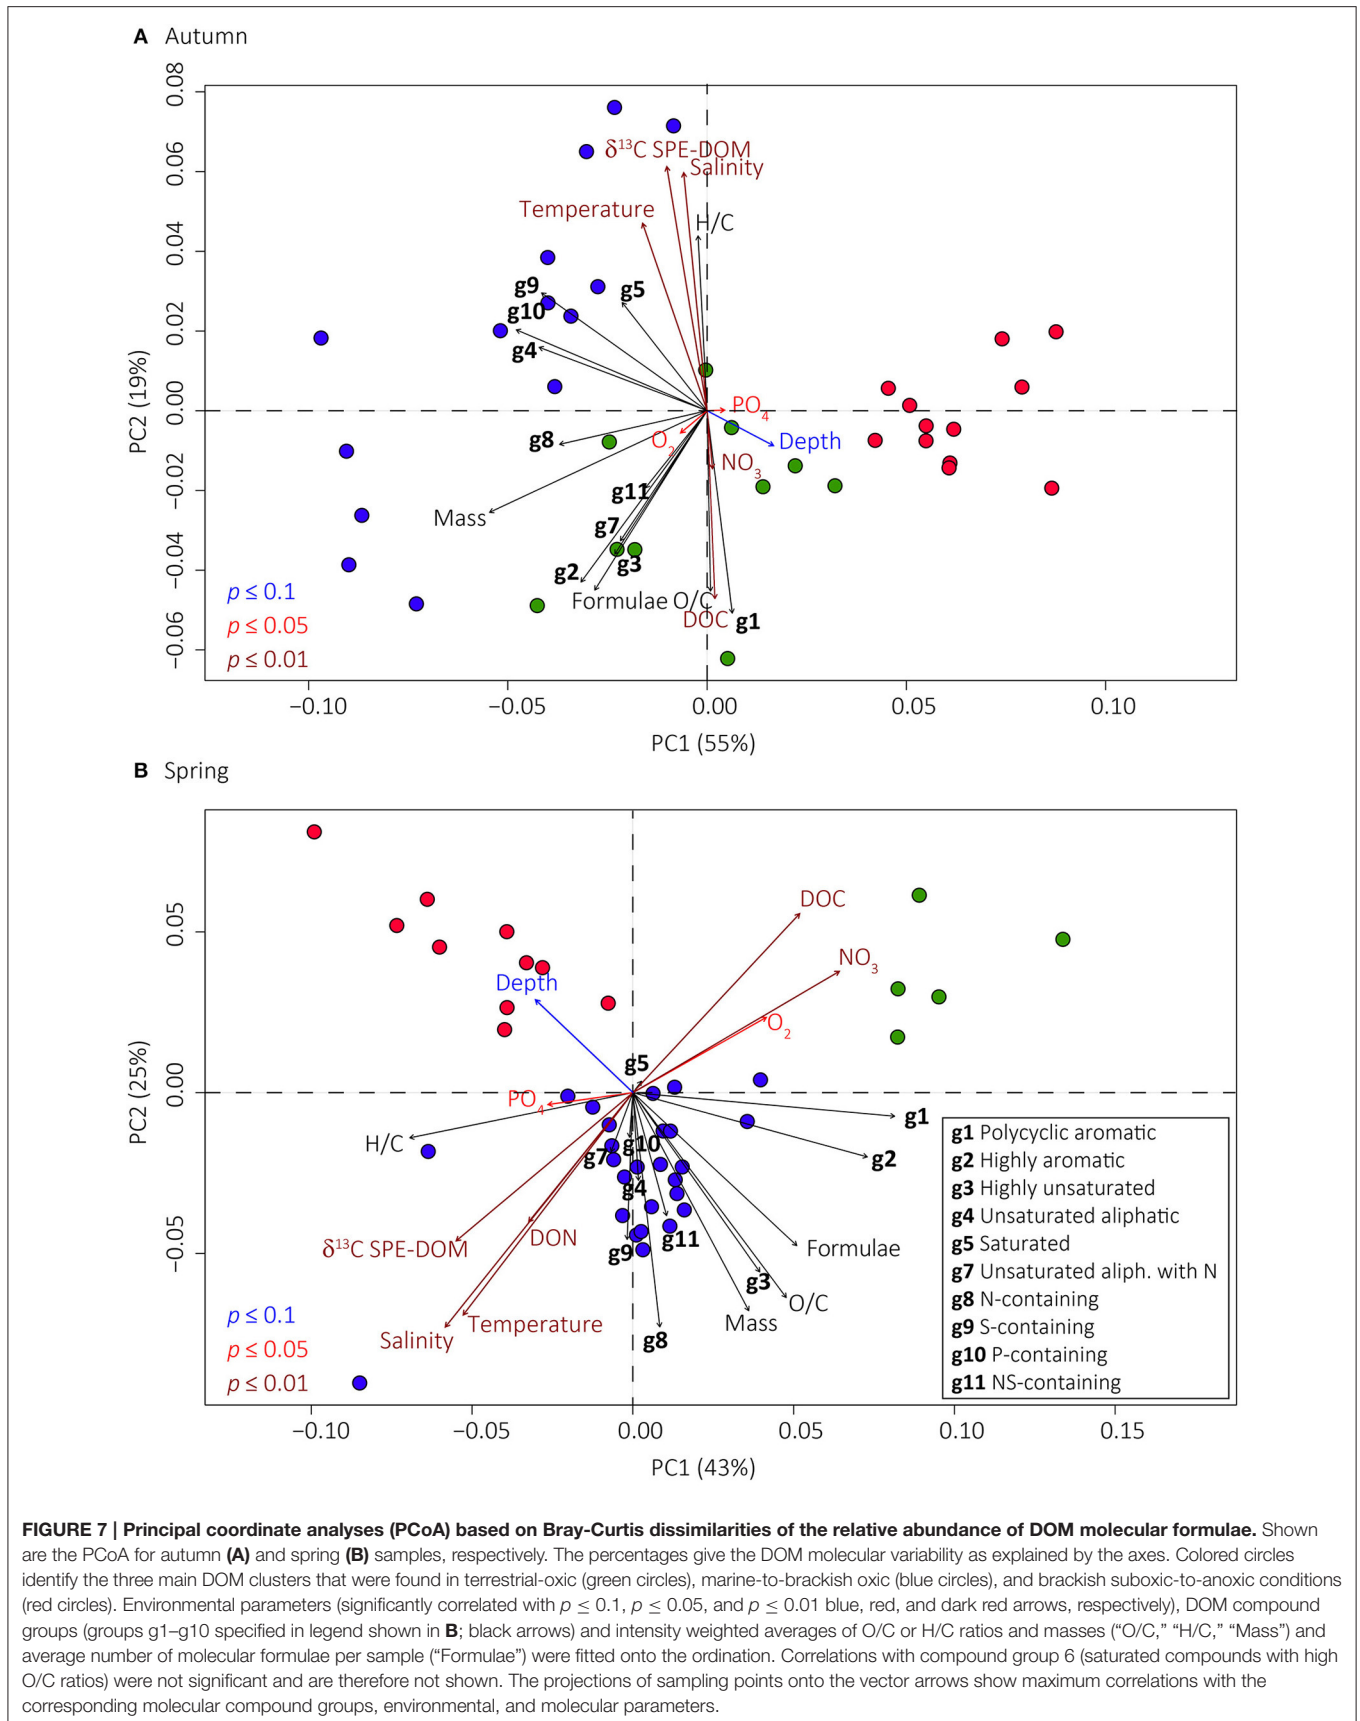 A Autumn
0.08
0.06
0.04
0.02
0.00
−0.02
−0.04
−0.06
PC2 (19%)
δ¹³C SPE-DOM
Salinity
Temperature
H/C
g9
g5
g10
g4
PO₄
g8
O₂
Depth
NO₃
g11
Mass
g7
g3
g2
Formulae O/C
DOC
g1
p ≤ 0.1
p ≤ 0.05
p ≤ 0.01
−0.10
−0.05
0.00
0.05
0.10
PC1 (55%)
B Spring
0.05
0.00
−0.05
PC2 (25%)
DOC
NO₃
Depth
O₂
g5
PO₄
g1
H/C
g10
g7
g2
g4
DON
δ¹³C SPE-DOM
g9
g11
Formulae
g3
O/C
Mass
Temperature
Salinity
g8
p ≤ 0.1
p ≤ 0.05
p ≤ 0.01
g1 Polycyclic aromatic
g2 Highly aromatic
g3 Highly unsaturated
g4 Unsaturated aliphatic
g5 Saturated
g7 Unsaturated aliph. with N
g8 N-containing
g9 S-containing
g10 P-containing
g11 NS-containing
−0.10
−0.05
0.00
0.05
0.10
0.15
PC1 (43%)
FIGURE 7 | Principal coordinate analyses (PCoA) based on Bray-Curtis dissimilarities of the relative abundance of DOM molecular formulae. Shown
are the PCoA for autumn (A) and spring (B) samples, respectively. The percentages give the DOM molecular variability as explained by the axes. Colored circles
identify the three main DOM clusters that were found in terrestrial-oxic (green circles), marine-to-brackish oxic (blue circles), and brackish suboxic-to-anoxic conditions
(red circles). Environmental parameters (significantly correlated with p ≤ 0.1, p ≤ 0.05, and p ≤ 0.01 blue, red, and dark red arrows, respectively), DOM compound
groups (groups g1–g10 specified in legend shown in B; black arrows) and intensity weighted averages of O/C or H/C ratios and masses (“O/C,” “H/C,” “Mass”) and
average number of molecular formulae per sample (“Formulae”) were fitted onto the ordination. Correlations with compound group 6 (saturated compounds with high
O/C ratios) were not significant and are therefore not shown. The projections of sampling points onto the vector arrows show maximum correlations with the
corresponding molecular compound groups, environmental, and molecular parameters.